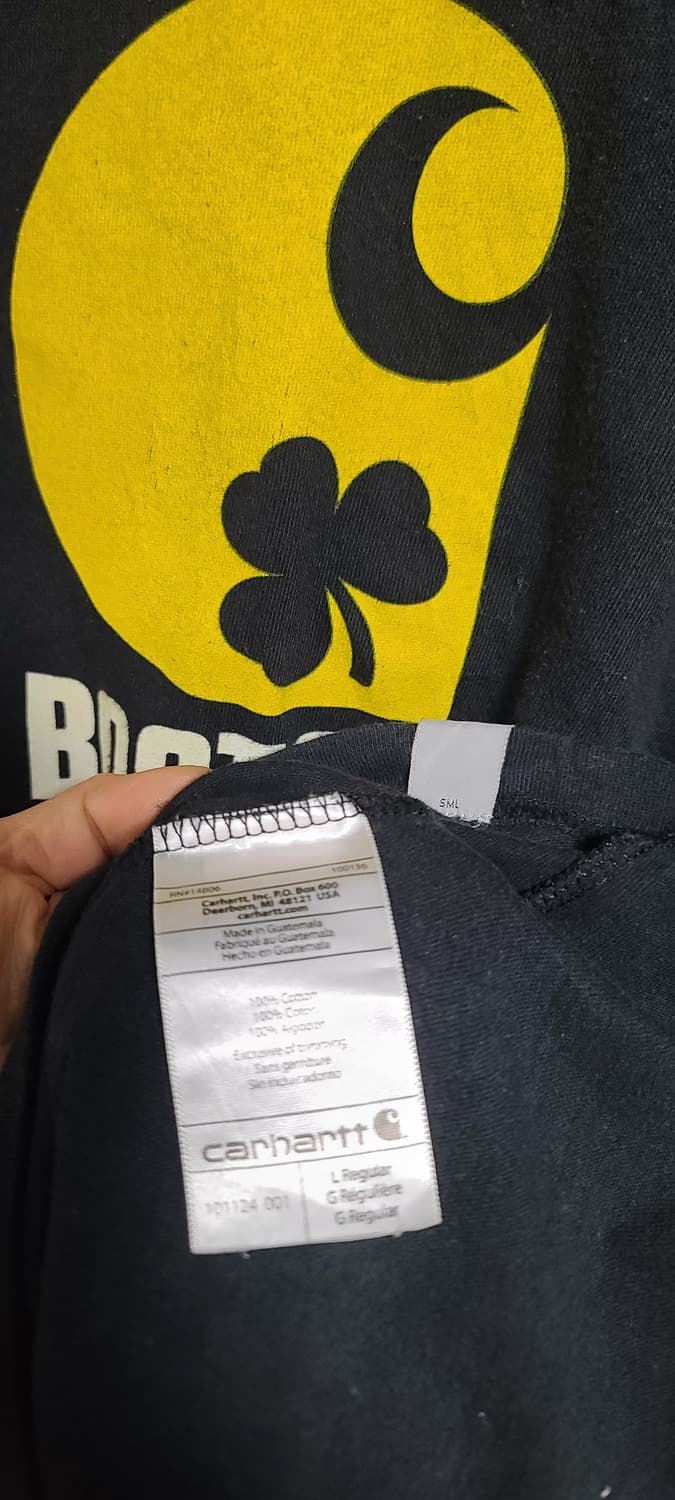 SML
RN#14806 100136
Carhartt, Inc. P.O. Box 600
Dearborn, MI 48121 USA
carhartt.com
Made in Guatemala
Fabriqué au Guatemala
Hecho en Guatemala
100% Cotton
100% Coton
100% Algodon
Exclusive of trimming
Sans garniture
Sin incluir adorno
carhartt
101124 001
L Regular
G Régulière
G Regular